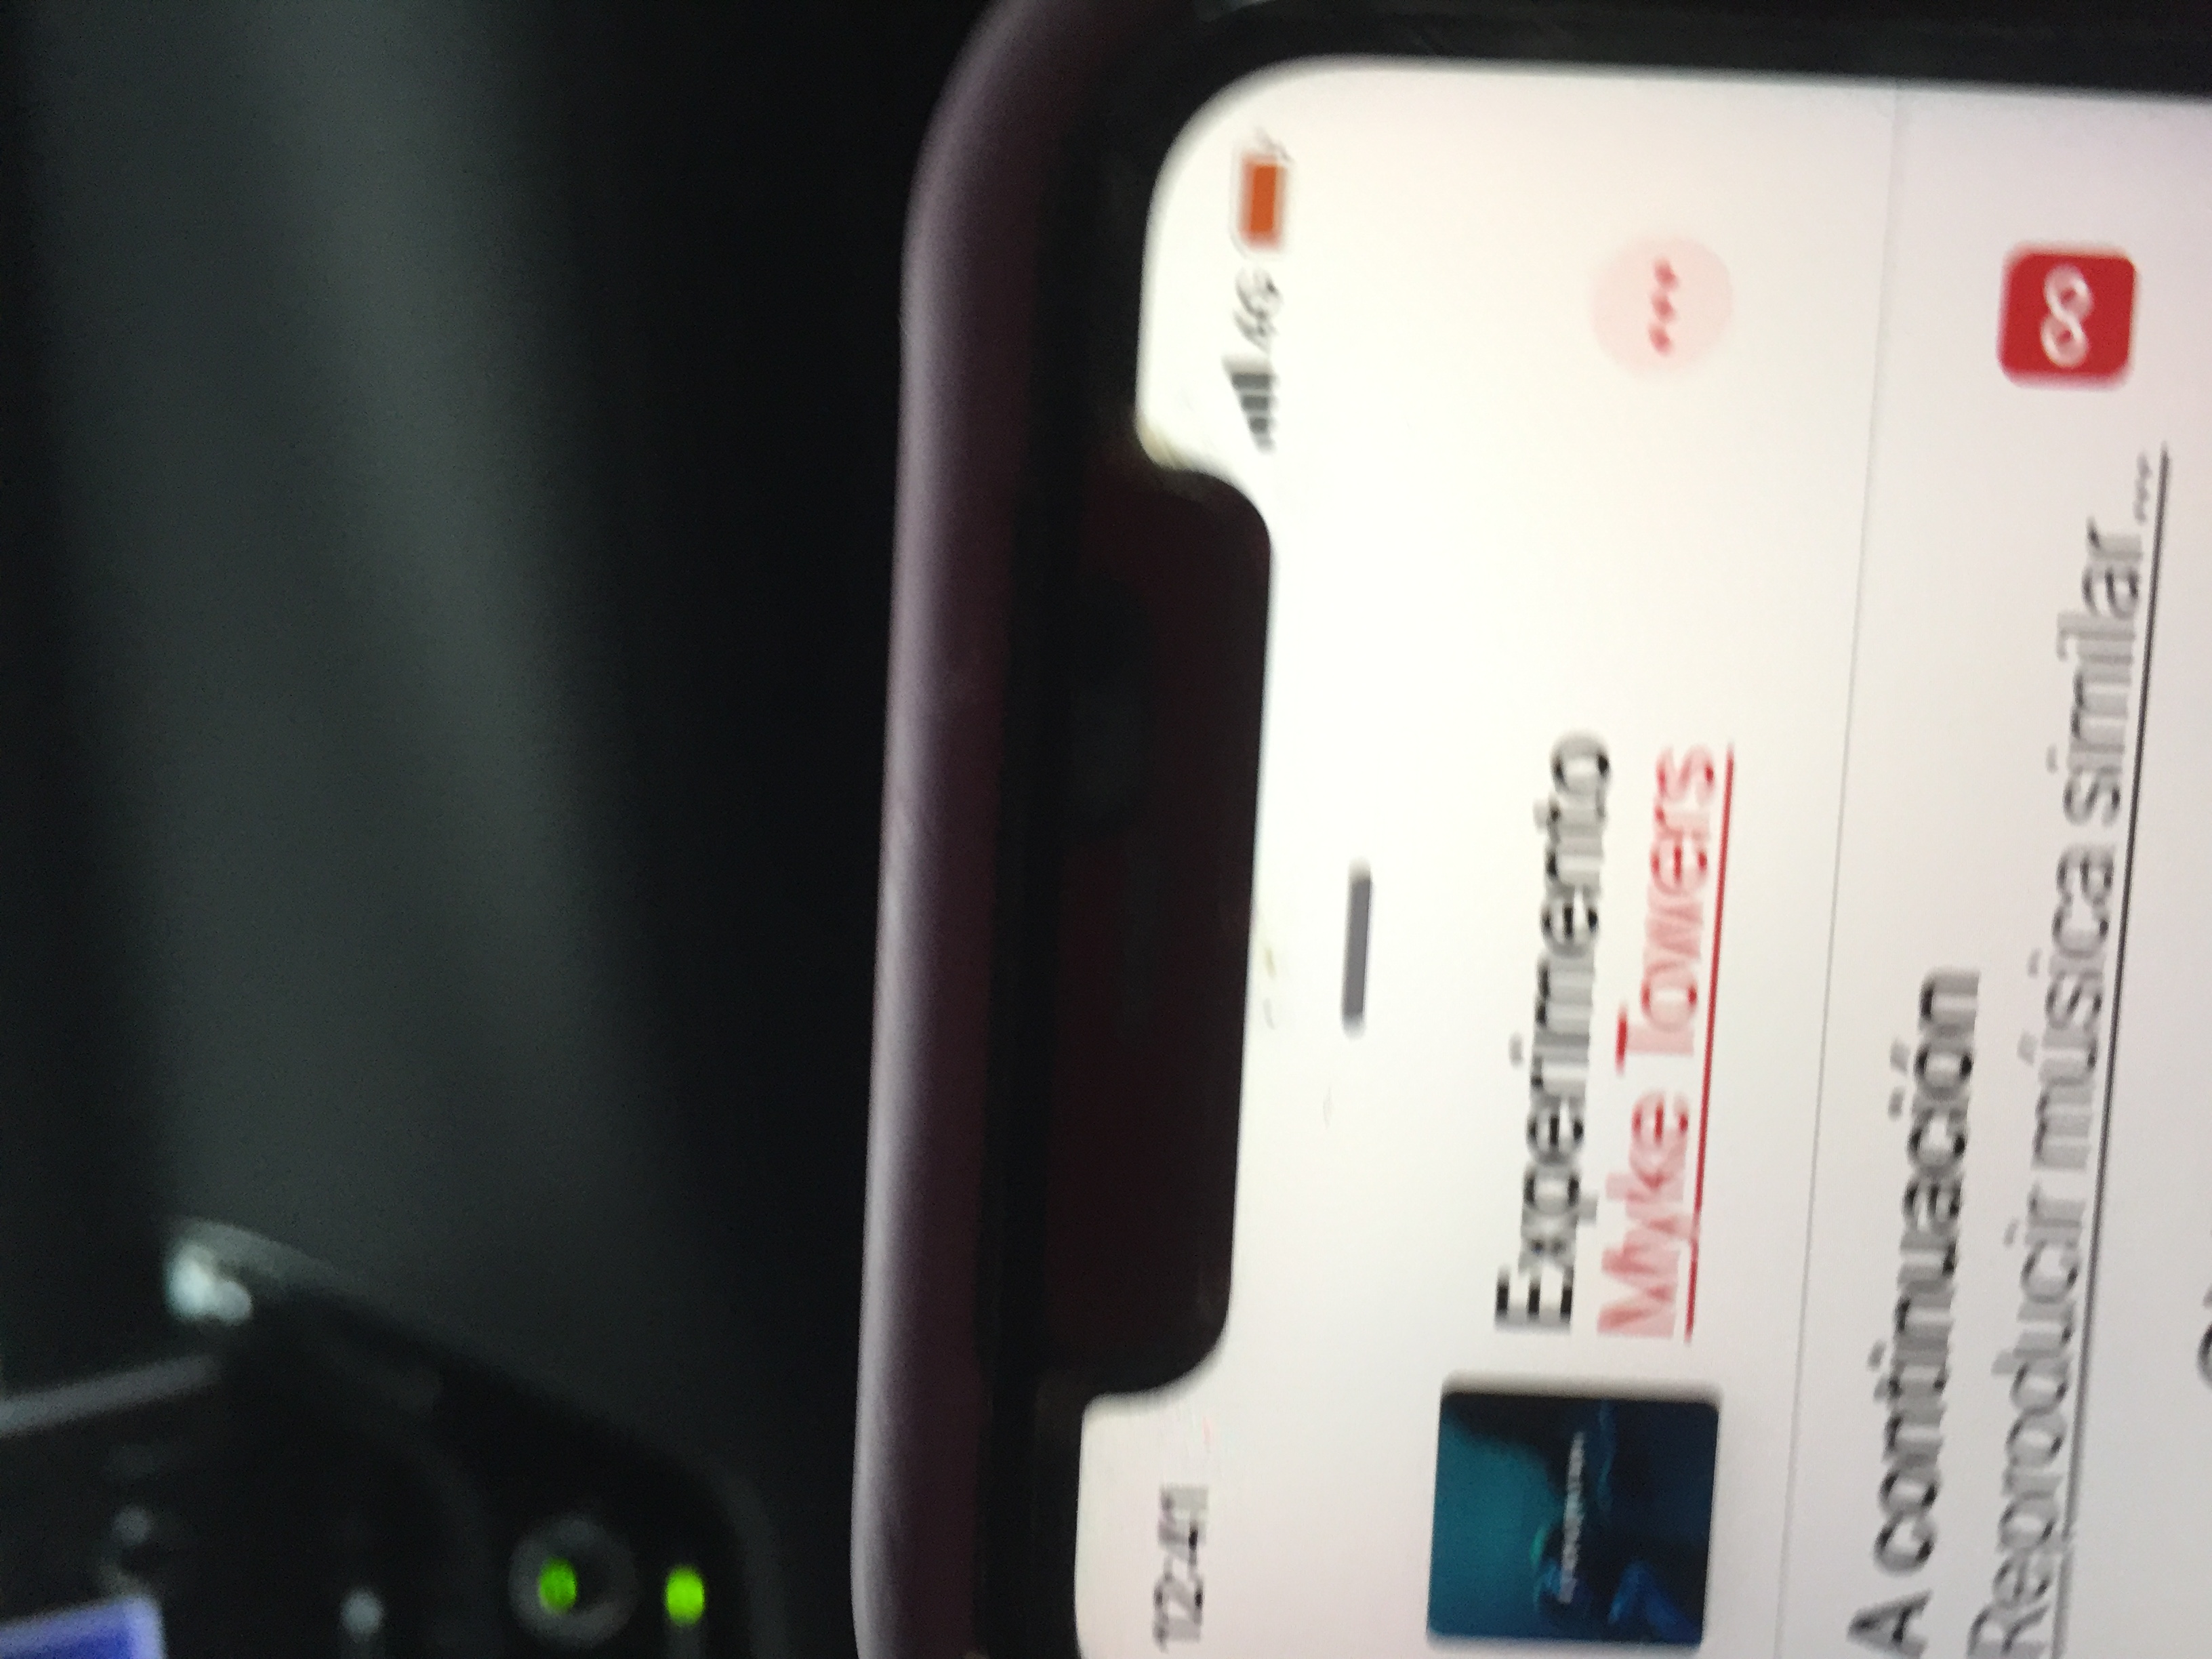 12:41
4G
Experimento
Myke Towers
A continuación
Reproducir música similar...